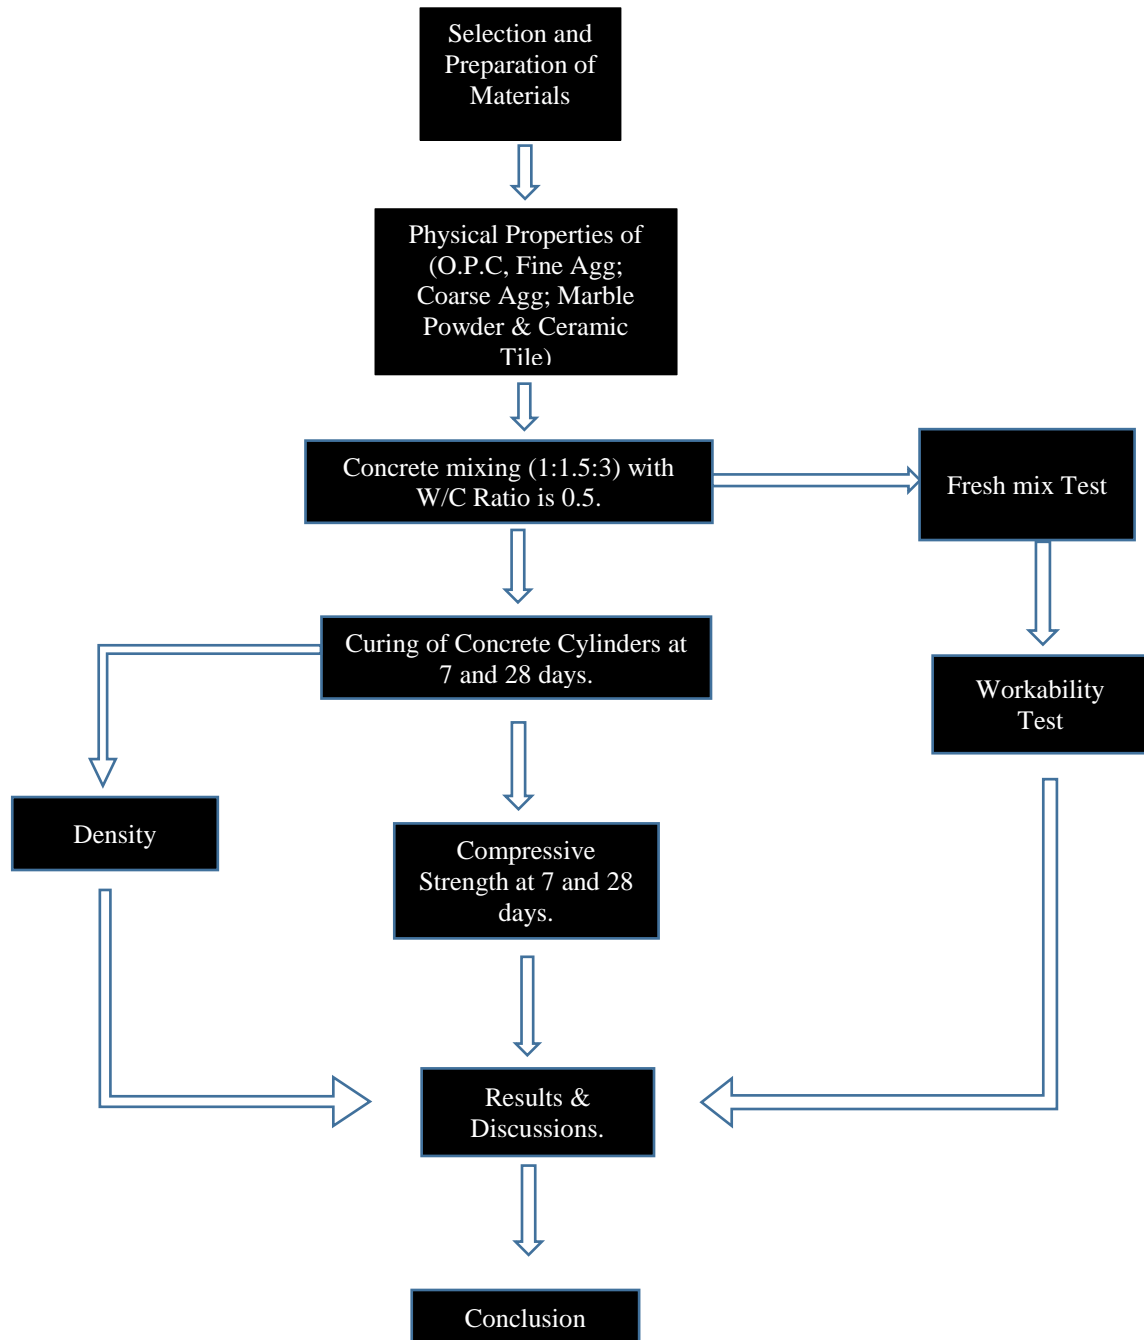 Selection and
Preparation of
Materials
Physical Properties of
(O.P.C, Fine Agg;
Coarse Agg; Marble
Powder & Ceramic
Tile)
Concrete mixing (1:1.5:3) with
W/C Ratio is 0.5.
Fresh mix Test
Curing of Concrete Cylinders at
7 and 28 days.
Workability
Test
Density
Compressive
Strength at 7 and 28
days.
Results &
Discussions.
Conclusion